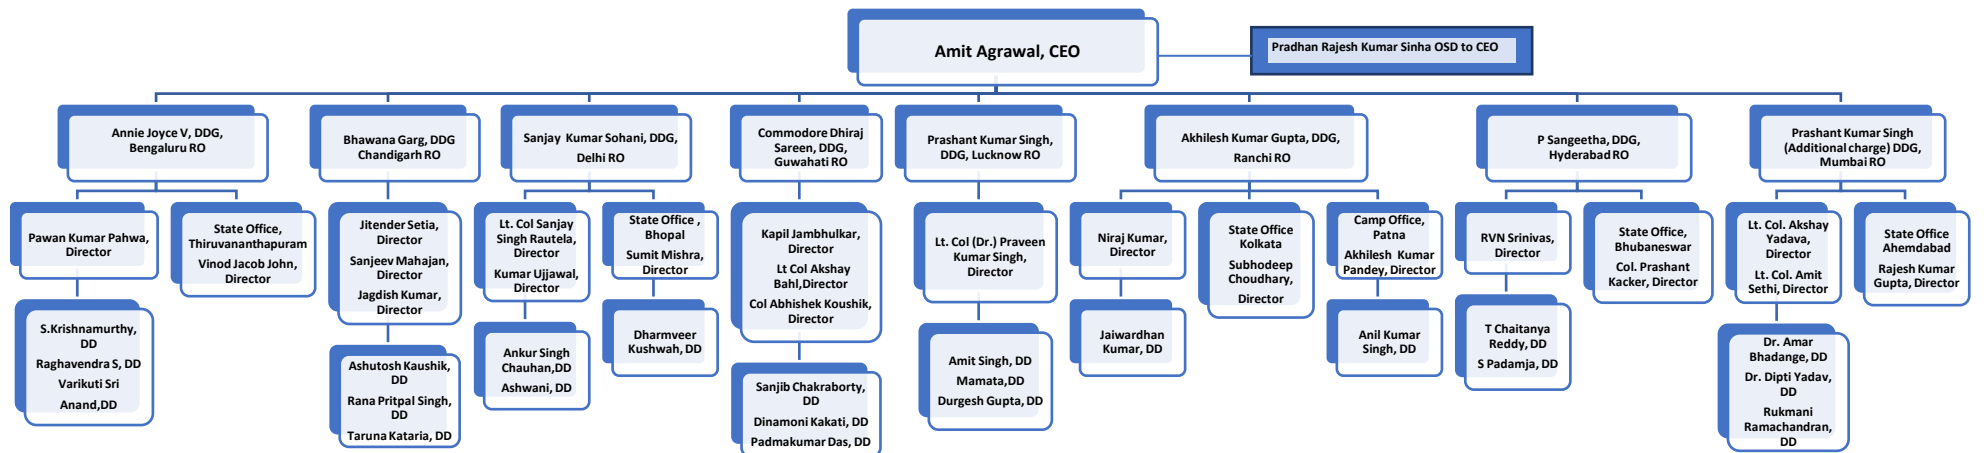 Amit Agrawal, CEO
Pradhan Rajesh Kumar Sinha OSD to CEO
Annie Joyce V, DDG,
Bengaluru RO
Bhawana Garg, DDG
Chandigarh RO
Sanjay Kumar Sohani, DDG,
Delhi RO
Commodore Dhiraj
Sareen, DDG,
Guwahati RO
Prashant Kumar Singh,
DDG, Lucknow RO
Akhilesh Kumar Gupta, DDG,
Ranchi RO
P Sangeetha, DDG,
Hyderabad RO
Prashant Kumar Singh
(Additional charge) DDG,
Mumbai RO
Pawan Kumar Pahwa,
Director
State Office,
Thiruvananthapuram
Vinod Jacob John,
Director
Jitender Setia,
Director
Sanjeev Mahajan,
Director
Jagdish Kumar,
Director
Lt. Col Sanjay
Singh Rautela,
Director
Kumar Ujjawal,
Director
State Office ,
Bhopal
Sumit Mishra,
Director
Kapil Jambhulkar,
Director
Lt Col Akshay
Bahl,Director
Col Abhishek Koushik,
Director
Lt. Col (Dr.) Praveen
Kumar Singh,
Director
Niraj Kumar,
Director
State Office
Kolkata
Subhodeep
Choudhary,
Director
Camp Office,
Patna
Akhilesh Kumar
Pandey, Director
RVN Srinivas,
Director
State Office,
Bhubaneswar
Col. Prashant
Kacker, Director
Lt. Col. Akshay
Yadava,
Director
Lt. Col. Amit
Sethi, Director
State Office
Ahemdabad
Rajesh Kumar
Gupta, Director
S.Krishnamurthy,
DD
Raghavendra S, DD
Varikuti Sri
Anand,DD
Ashutosh Kaushik,
DD
Rana Pritpal Singh,
DD
Taruna Kataria, DD
Ankur Singh
Chauhan,DD
Ashwani, DD
Dharmveer
Kushwah, DD
Sanjib Chakraborty,
DD
Dinamoni Kakati, DD
Padmakumar Das, DD
Amit Singh, DD
Mamata,DD
Durgesh Gupta, DD
Jaiwardhan
Kumar, DD
Anil Kumar
Singh, DD
T Chaitanya
Reddy, DD
S Padamja, DD
Dr. Amar
Bhadange, DD
Dr. Dipti Yadav,
DD
Rukmani
Ramachandran,
DD